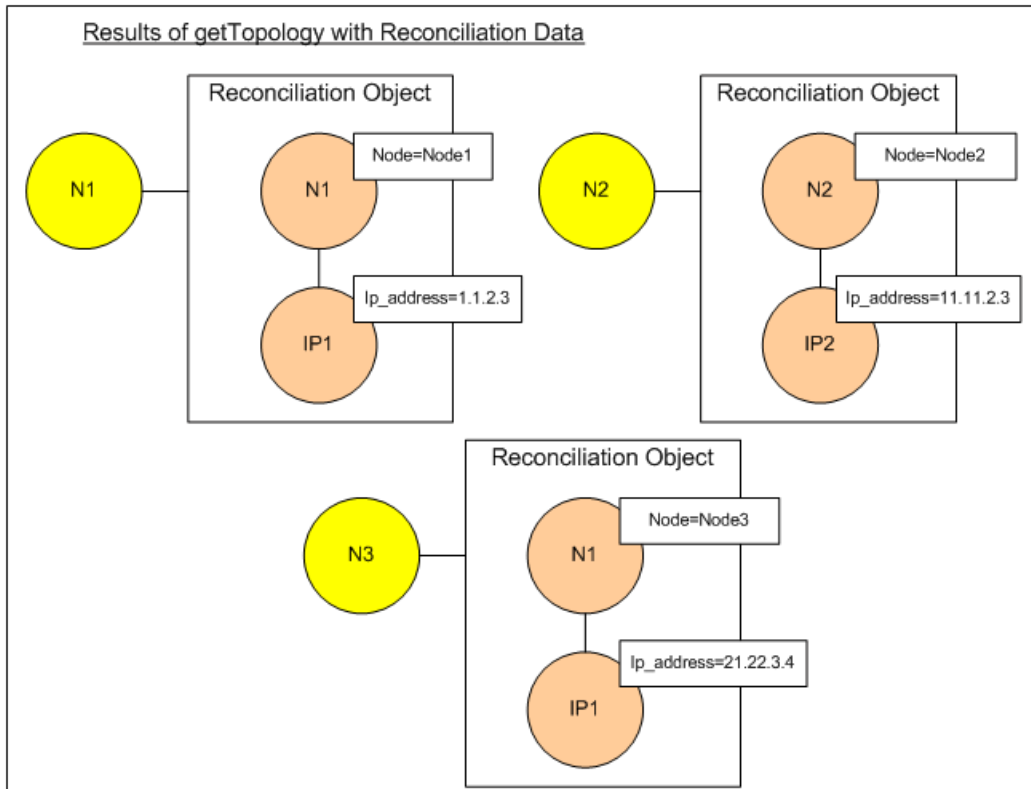 Results of getTopology with Reconciliation Data
Reconciliation Object
N1
N1
Node=Node1
IP1
Ip_address=1.1.2.3
Reconciliation Object
N2
N2
Node=Node2
IP2
Ip_address=11.11.2.3
Reconciliation Object
N3
N1
Node=Node3
IP1
Ip_address=21.22.3.4